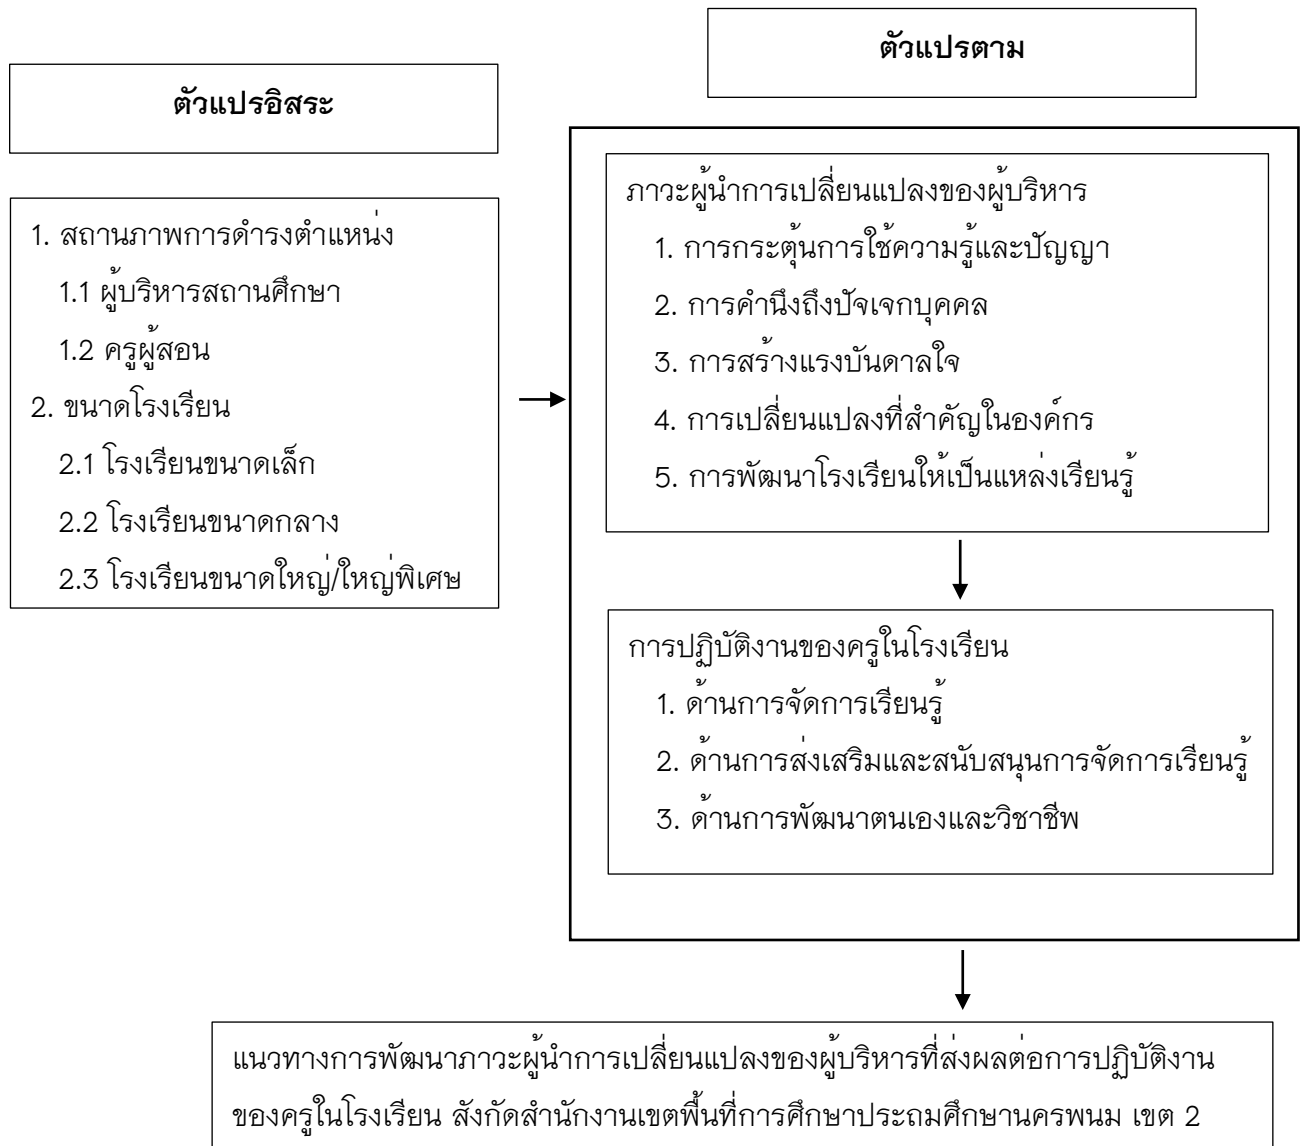 ตัวแปรอิสระ
1. สถานภาพการดำรงตำแหน่ง
1.1 ผู้บริหารสถานศึกษา
1.2 ครูผู้สอน
2. ขนาดโรงเรียน
2.1 โรงเรียนขนาดเล็ก
2.2 โรงเรียนขนาดกลาง
2.3 โรงเรียนขนาดใหญ่/ใหญ่พิเศษ
ตัวแปรตาม
ภาวะผู้นำการเปลี่ยนแปลงของผู้บริหาร
1. การกระตุ้นการใช้ความรู้และปัญญา
2. การคำนึงถึงปัจเจกบุคคล
3. การสร้างแรงบันดาลใจ
4. การเปลี่ยนแปลงที่สำคัญในองค์กร
5. การพัฒนาโรงเรียนให้เป็นแหล่งเรียนรู้
การปฏิบัติงานของครูในโรงเรียน
1. ด้านการจัดการเรียนรู้
2. ด้านการส่งเสริมและสนับสนุนการจัดการเรียนรู้
3. ด้านการพัฒนาตนเองและวิชาชีพ
แนวทางการพัฒนาภาวะผู้นำการเปลี่ยนแปลงของผู้บริหารที่ส่งผลต่อการปฏิบัติงาน
ของครูในโรงเรียน สังกัดสำนักงานเขตพื้นที่การศึกษาประถมศึกษานครพนม เขต 2